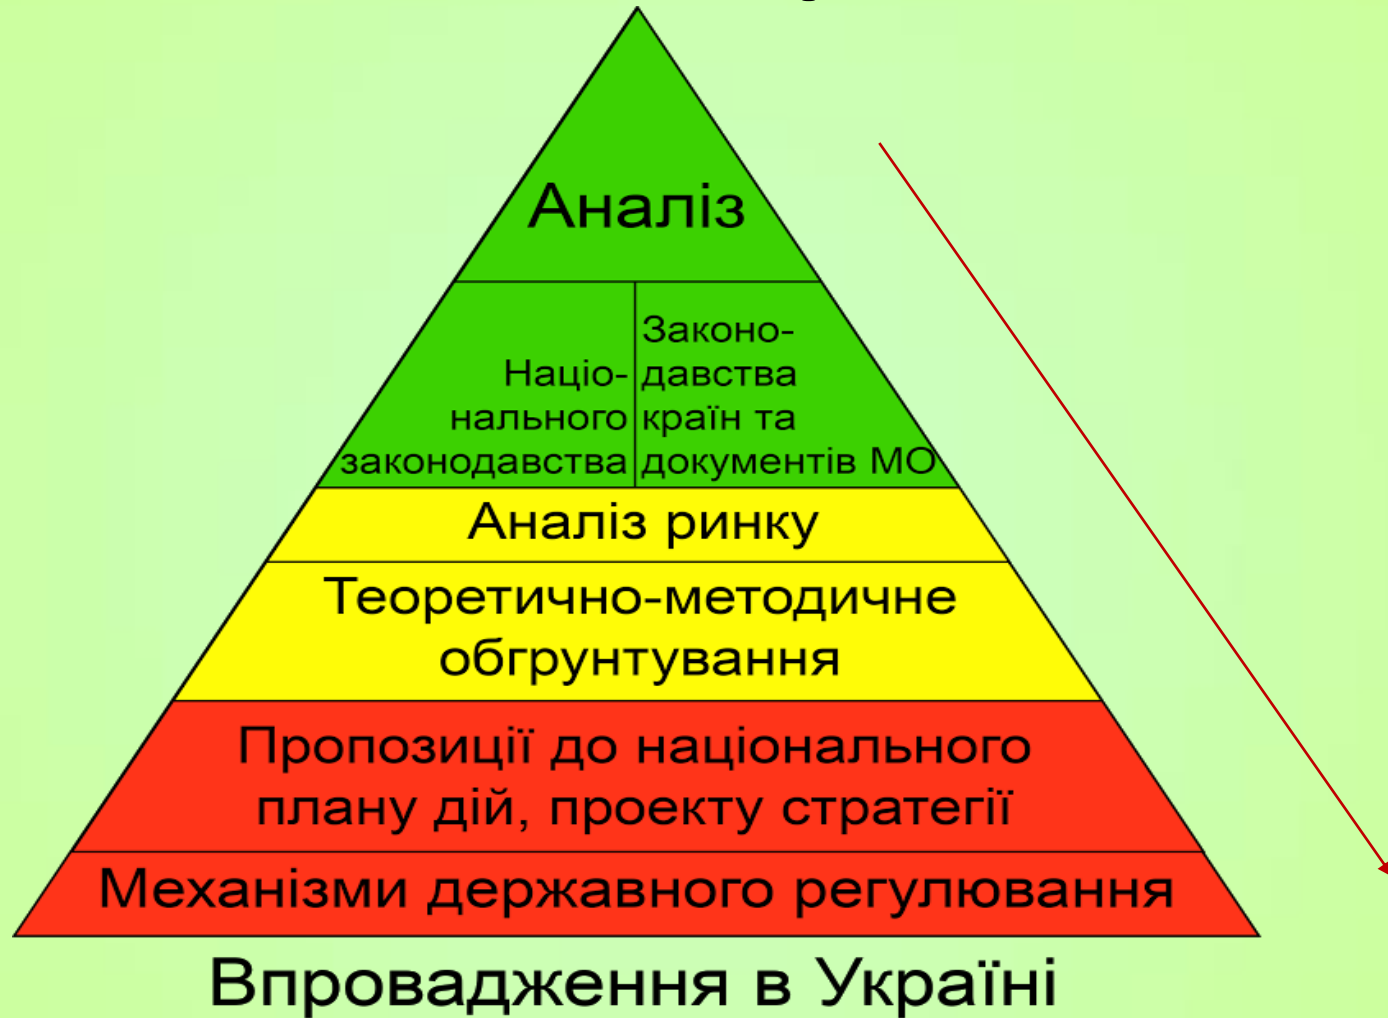 Аналіз
Націо-
нального
законодавства
Законо-
давства
країн та
документів МО
Аналіз ринку
Теоретично-методичне
обгрунтування
Пропозиції до національного
плану дій, проекту стратегії
Механізми державного регулювання
Впровадження в Україні